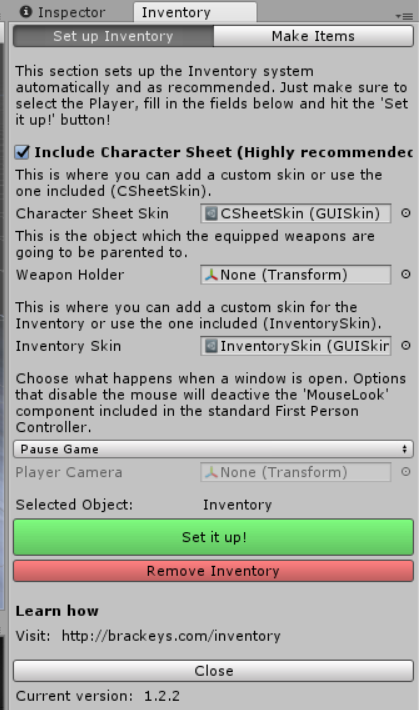 Inspector Inventory
Set up Inventory Make Items
This section sets up the Inventory system
automatically and as recommended. Just make sure to
select the Player, fill in the fields below and hit the 'Set
it up!' button!
Include Character Sheet (Highly recommended
This is where you can add a custom skin or use the
one included (CSheetSkin).
Character Sheet Skin CSheetSkin (GUISkin)
This is the object which the equipped weapons are
going to be parented to.
Weapon Holder None (Transform)
This is where you can add a custom skin for the
Inventory or use the one included (InventorySkin).
Inventory Skin InventorySkin (GUISkin
Choose what happens when a window is open. Options
that disable the mouse will deactive the 'MouseLook'
component included in the standard First Person
Controller.
Pause Game
Player Camera None (Transform)
Selected Object: Inventory
Set it up!
Remove Inventory
Learn how
Visit: http://brackeys.com/inventory
Close
Current version: 1.2.2